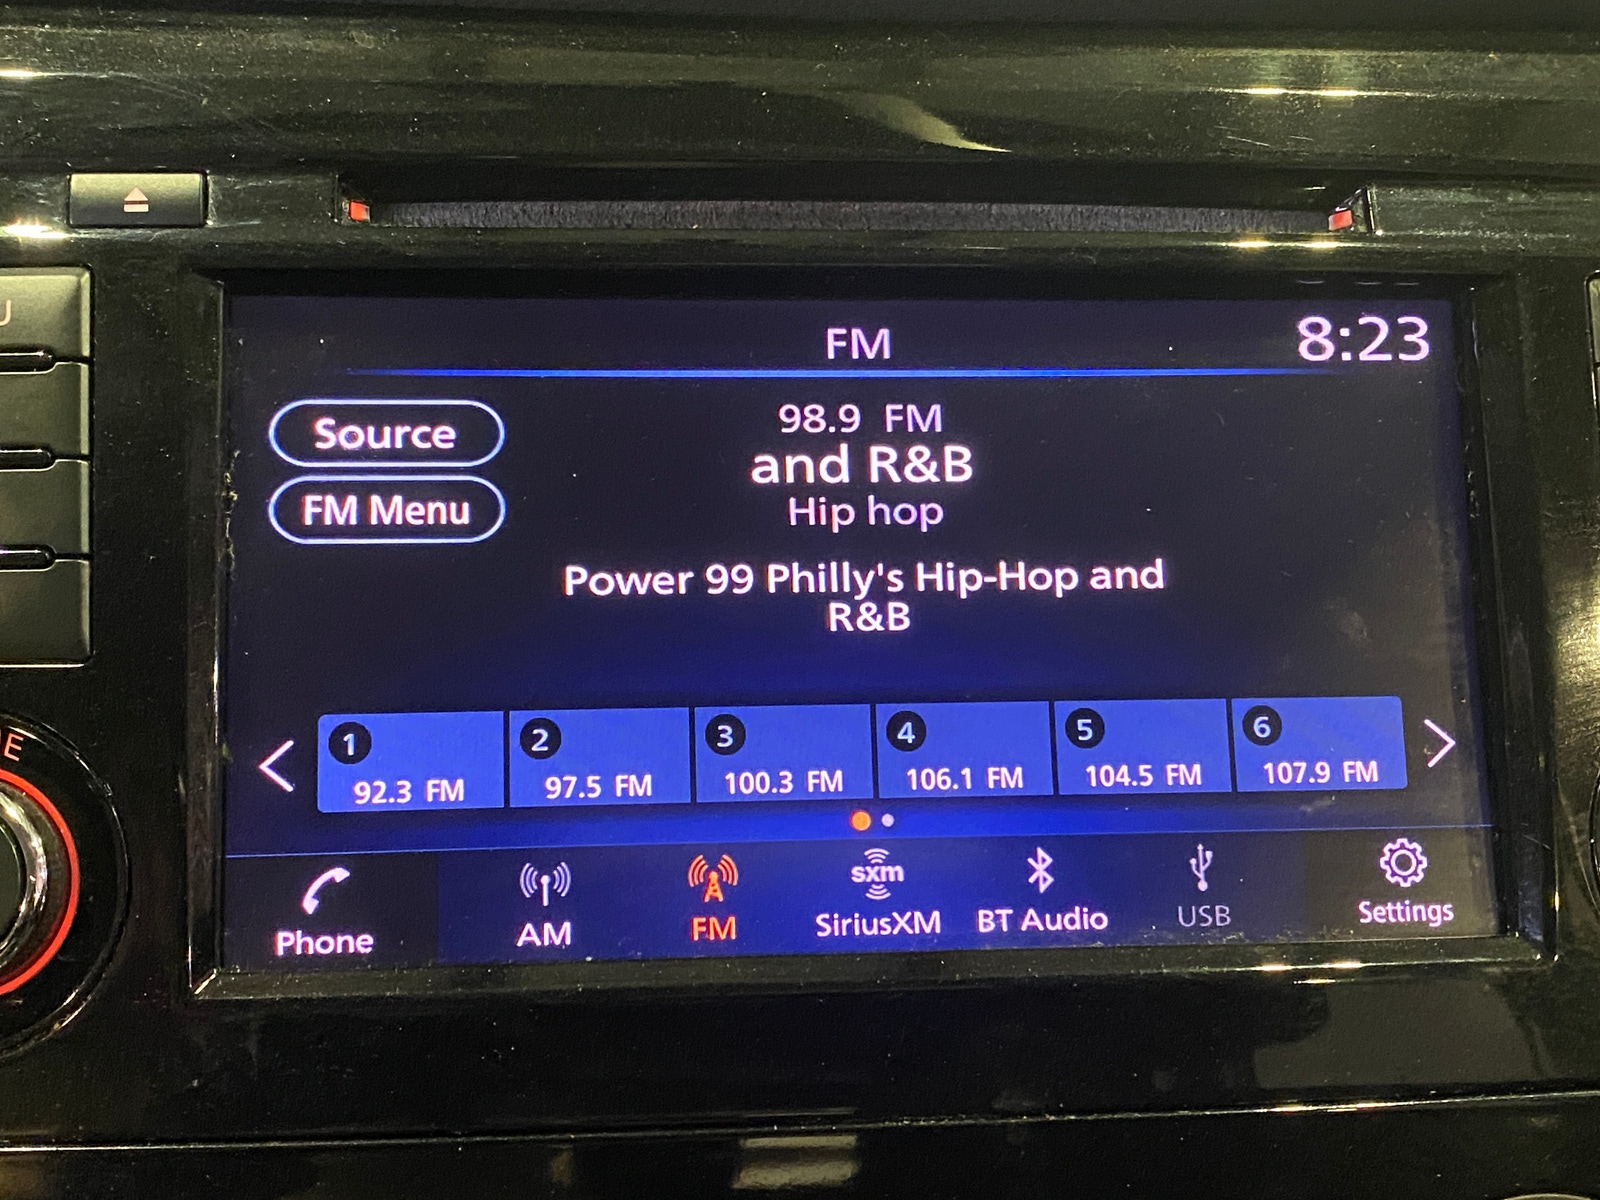 FM
8:23
Source
FM Menu
98.9 FM
and R&B
Hip hop
Power 99 Philly's Hip-Hop and
R&B
1
92.3 FM
2
97.5 FM
3
100.3 FM
4
106.1 FM
5
104.5 FM
6
107.9 FM
Phone
AM
FM
sxm
SiriusXM
BT Audio
USB
Settings